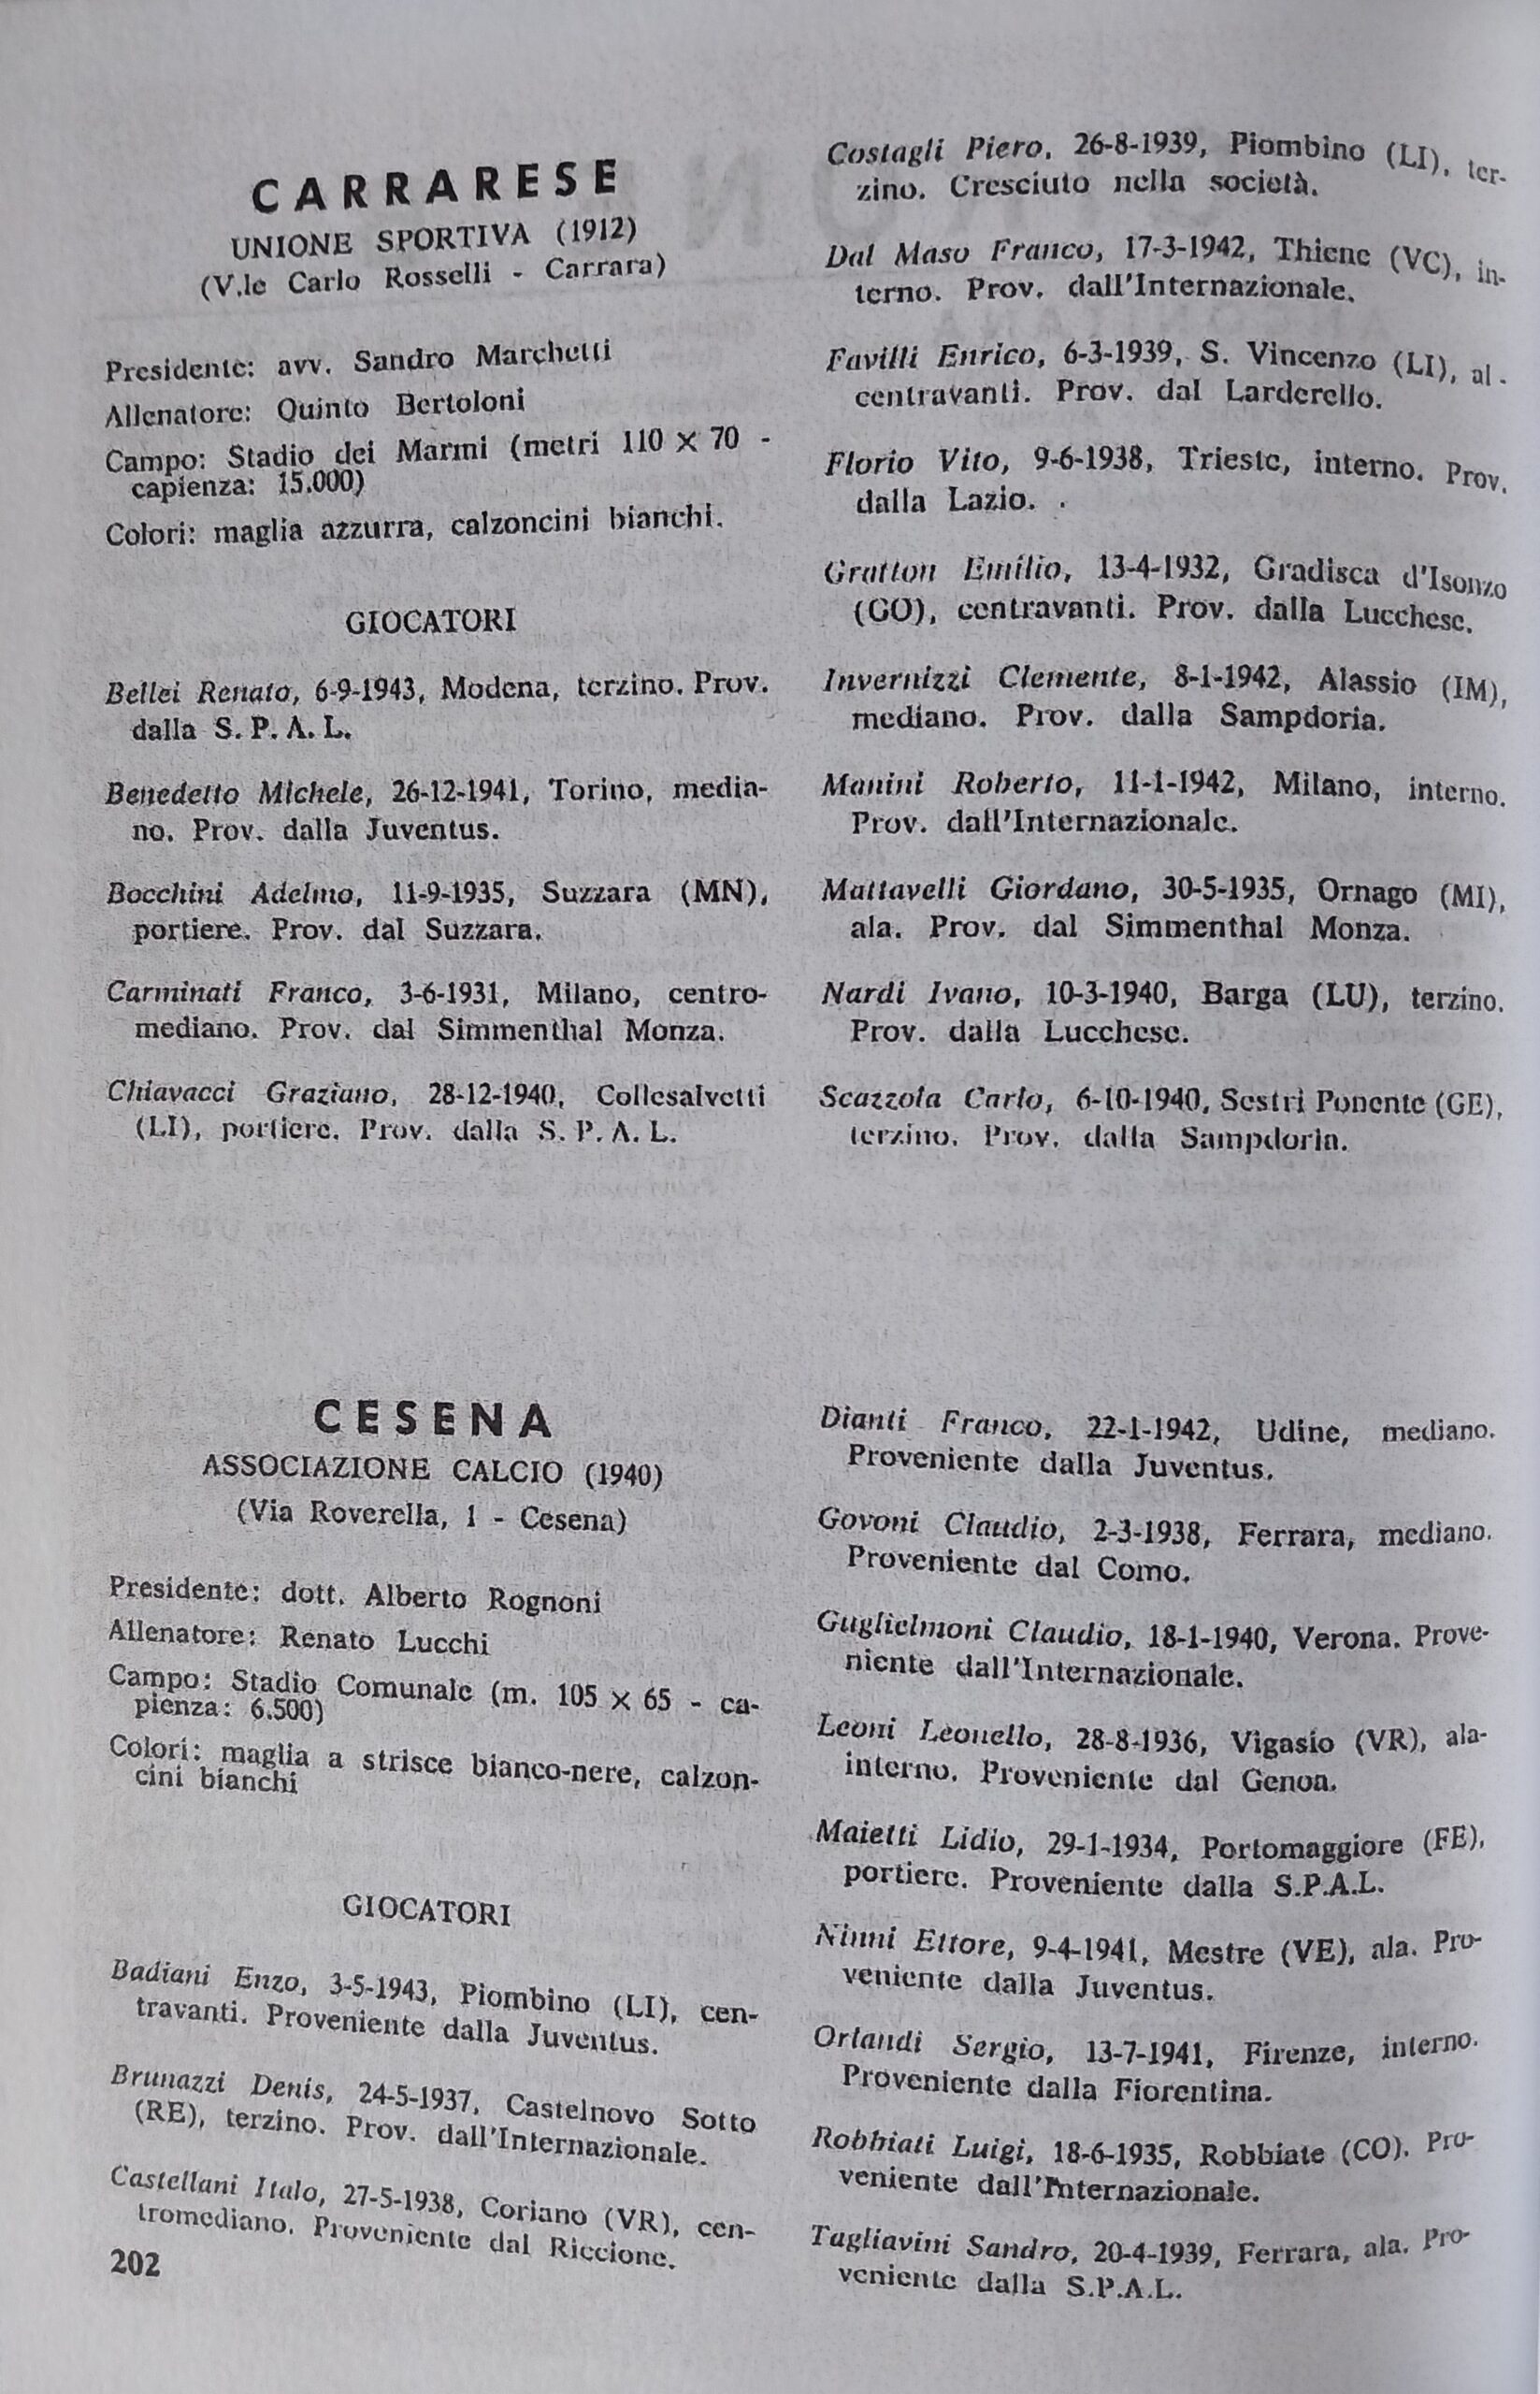 CARRARESE
UNIONE SPORTIVA (1912)
(V.le Carlo Rosselli - Carrara)
Presidente: avv. Sandro Marchetti
Allenatore: Quinto Bertoloni
Campo: Stadio dei Marmi (metri 110 × 70 -
capienza: 15.000)
Colori: maglia azzurra, calzoncini bianchi.
GIOCATORI
Bellei Renato, 6-9-1943, Modena, terzino. Prov.
dalla S. P. A. L.
Benedetto Michele, 26-12-1941, Torino, media-
no. Prov. dalla Juventus.
Bocchini Adelmo, 11-9-1935, Suzzara (MN),
portiere. Prov. dal Suzzara.
Carminati Franco, 3-6-1931, Milano, centro-
mediano. Prov. dal Simmenthal Monza.
Chiavacci Graziano, 28-12-1940, Collesalvetti
(LI), portiere. Prov. dalla S. P. A. L.
Costagli Piero, 26-8-1939, Piombino (LI), ter-
zino. Cresciuto nella società.
Dal Maso Franco, 17-3-1942, Thiene (VC), in-
terno. Prov. dall'Internazionale.
Favilli Enrico, 6-3-1939, S. Vincenzo (LI), al -
centravanti. Prov. dal Larderello.
Florio Vito, 9-6-1938, Trieste, interno. Prov.
dalla Lazio.
Gratton Emilio, 13-4-1932, Gradisca d'Isonzo
(GO), centravanti. Prov. dalla Lucchese.
Invernizzi Clemente, 8-1-1942, Alassio (IM),
mediano. Prov. dalla Sampdoria.
Manini Roberto, 11-1-1942, Milano, interno.
Prov. dall'Internazionale.
Mattavelli Giordano, 30-5-1935, Ornago (MI),
ala. Prov. dal Simmenthal Monza.
Nardi Ivano, 10-3-1940, Barga (LU), terzino.
Prov. dalla Lucchese.
Scazzola Carlo, 6-10-1940, Sestri Ponente (GE),
terzino. Prov. dalla Sampdoria.
CESENA
ASSOCIAZIONE CALCIO (1940)
(Via Roverella, 1 - Cesena)
Presidente: dott. Alberto Rognoni
Allenatore: Renato Lucchi
Campo: Stadio Comunale (m. 105 × 65 - ca-
pienza: 6.500)
Colori: maglia a strisce bianco-nere, calzon-
cini bianchi
GIOCATORI
Badiani Enzo, 3-5-1943, Piombino (LI), cen-
travanti. Proveniente dalla Juventus.
Brunazzi Denis, 24-5-1937, Castelnovo Sotto
(RE), terzino. Prov. dall'Internazionale.
Castellani Italo, 27-5-1938, Coriano (VR), cen-
tromediano. Proveniente dal Riccione.
Dianti Franco, 22-1-1942, Udine, mediano.
Proveniente dalla Juventus.
Govoni Claudio, 2-3-1938, Ferrara, mediano.
Proveniente dal Como.
Guglielmoni Claudio, 18-1-1940, Verona. Prove-
niente dall'Internazionale.
Leoni Leonello, 28-8-1936, Vigasio (VR), ala-
interno. Proveniente dal Genoa.
Maietti Lidio, 29-1-1934, Portomaggiore (FE),
portiere. Proveniente dalla S.P.A.L.
Ninni Ettore, 9-4-1941, Mestre (VE), ala. Pro-
veniente dalla Juventus.
Orlandi Sergio, 13-7-1941, Firenze, interno.
Proveniente dalla Fiorentina.
Robbiati Luigi, 18-6-1935, Robbiate (CO). Pro-
veniente dall'Internazionale.
Tagliavini Sandro, 20-4-1939, Ferrara, ala. Pro-
veniente dalla S.P.A.L.
202